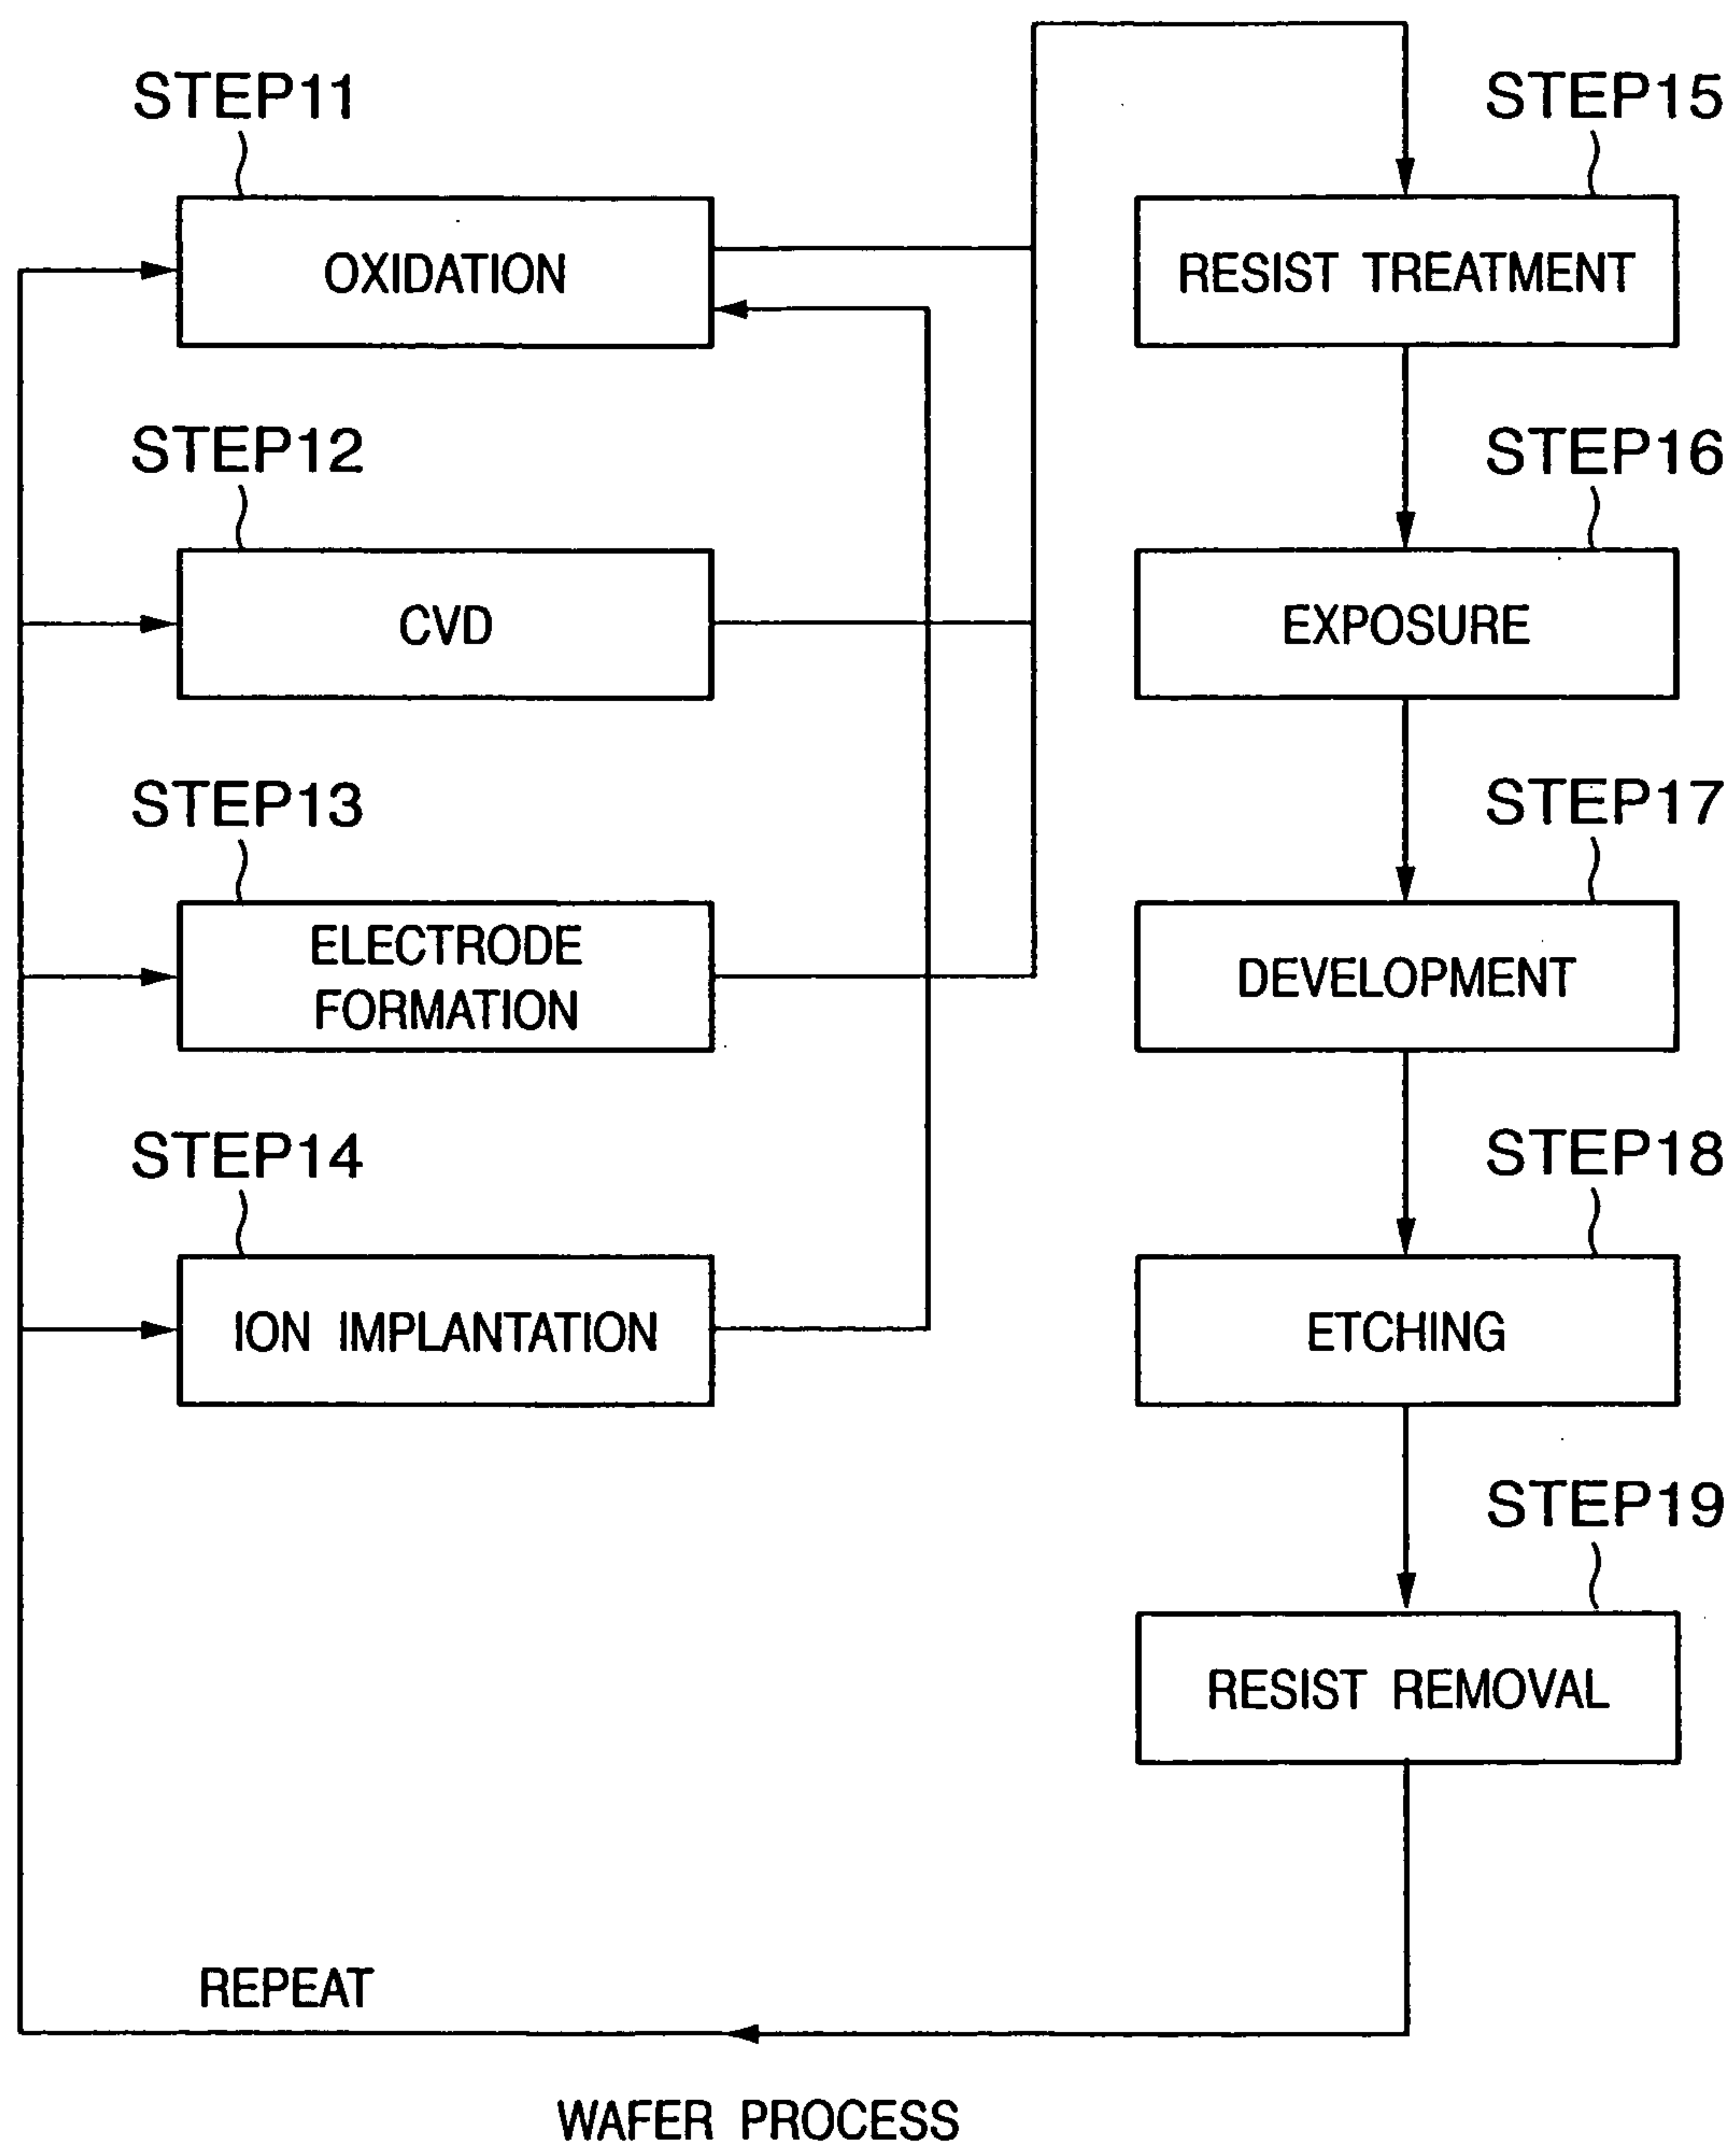 STEP11
OXIDATION
STEP12
CVD
STEP13
ELECTRODE
FORMATION
STEP14
ION IMPLANTATION
STEP15
RESIST TREATMENT
STEP16
EXPOSURE
STEP17
DEVELOPMENT
STEP18
ETCHING
STEP19
RESIST REMOVAL
REPEAT
WAFER PROCESS